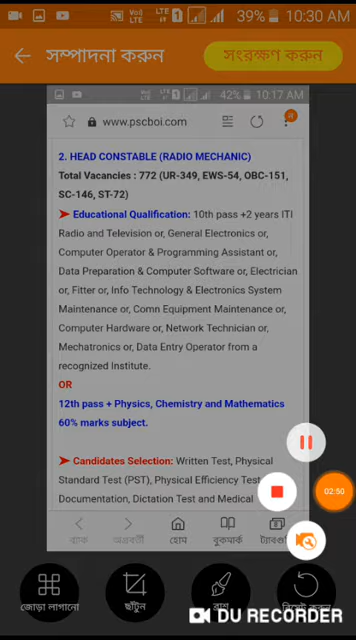 39% 10:30 AM
সম্পাদনা করুন
সংরক্ষণ করুন
42% 10:17 AM
www.pscboi.com
2. HEAD CONSTABLE (RADIO MECHANIC)
Total Vacancies : 772 (UR-349, EWS-54, OBC-151,
SC-146, ST-72)
➤ Educational Qualification: 10th pass +2 years ITI
Radio and Television or, General Electronics or,
Computer Operator & Programming Assistant or,
Data Preparation & Computer Software or, Electrician
or, Fitter or, Info Technology & Electronics System
Maintenance or, Comn Equipment Maintenance or,
Computer Hardware or, Network Technician or,
Mechatronics or, Data Entry Operator from a
recognized Institute.
OR
12th pass + Physics, Chemistry and Mathematics
60% marks subject.
➤ Candidates Selection: Written Test, Physical
Standard Test (PST), Physical Efficiency Test
Documentation, Dictation Test and Medical
02:50
ব্যাক
অগ্রবর্তী
হোম
বুকমার্ক
জোড়া লাগানো
ছাঁটুন
ব্রাশ
DU RECORDER